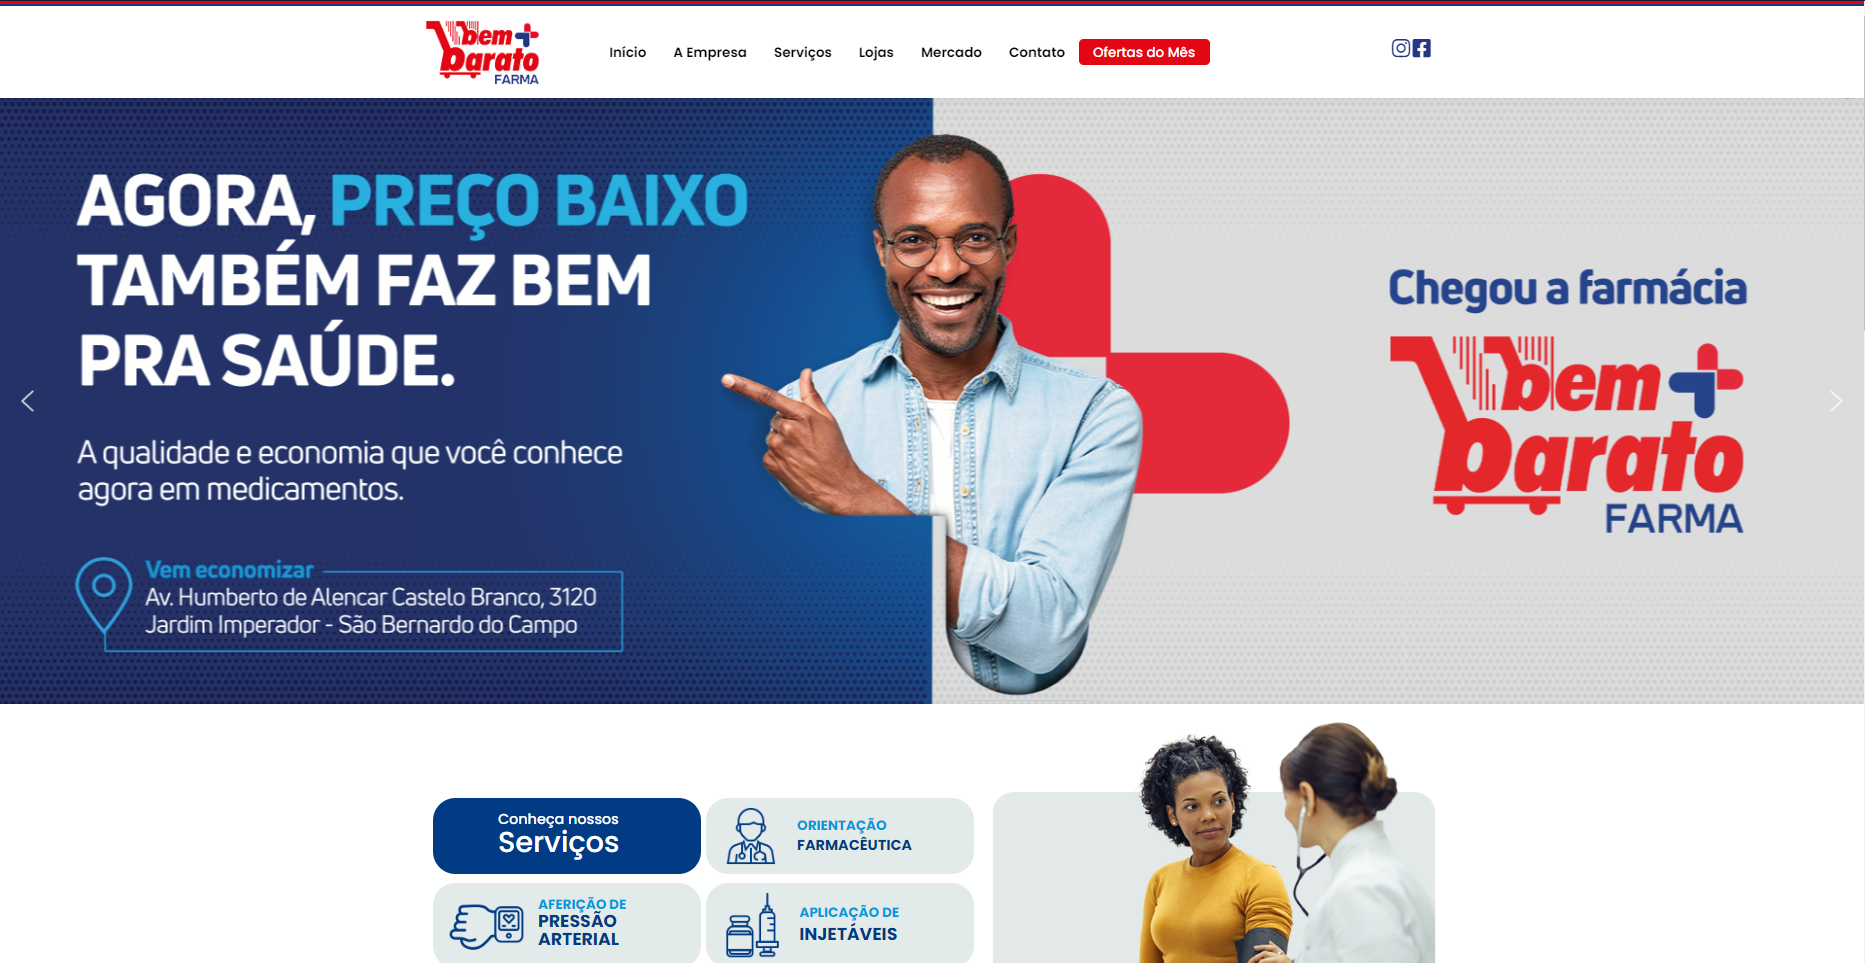 bem
barato
FARMA
Início
A Empresa
Serviços
Lojas
Mercado
Contato
Ofertas do Mês
AGORA, PREÇO BAIXO
TAMBÉM FAZ BEM
PRA SAÚDE.
A qualidade e economia que você conhece
agora em medicamentos.
Vem economizar
Av. Humberto de Alencar Castelo Branco, 3120
Jardim Imperador - São Bernardo do Campo
Chegou a farmácia
bem
barato
FARMA
Conheça nossos
Serviços
ORIENTAÇÃO
FARMACÊUTICA
AFERIÇÃO DE
PRESSÃO
ARTERIAL
APLICAÇÃO DE
INJETÁVEIS